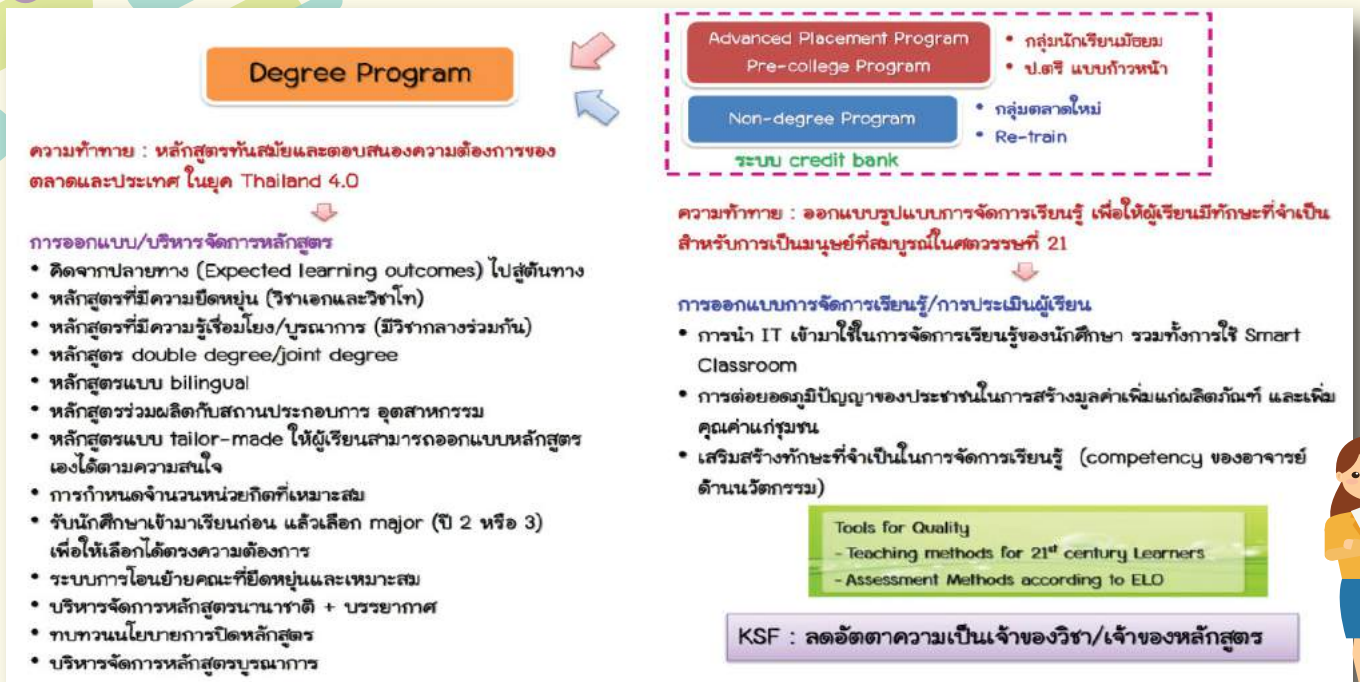 Degree Program
ความท้าทาย : หลักสูตรทันสมัยและตอบสนองความต้องการของ
ตลาดและประเทศ ในยุค Thailand 4.0
การออกแบบ/บริหารจัดการหลักสูตร
• คิดจากปลายทาง (Expected learning outcomes) ไปสู่ต้นทาง
• หลักสูตรที่มีความยืดหยุ่น (วิชาเอกและวิชาโท)
• หลักสูตรที่มีความรู้เชื่อมโยง/บูรณาการ (มีวิชากลางร่วมกัน)
• หลักสูตร double degree/joint degree
• หลักสูตรแบบ bilingual
• หลักสูตรร่วมผลิตกับสถานประกอบการ อุตสาหกรรม
• หลักสูตรแบบ tailor-made ให้ผู้เรียนสามารถออกแบบหลักสูตร
เองได้ตามความสนใจ
• การกำหนดจำนวนหน่วยกิตที่เหมาะสม
• รับนักศึกษาเข้ามาเรียนก่อน แล้วเลือก major (ปี 2 หรือ 3)
เพื่อให้เลือกได้ตรงความต้องการ
• ระบบการโอนย้ายคณะที่ยืดหยุ่นและเหมาะสม
• บริหารจัดการหลักสูตรนานาชาติ + บรรยากาศ
• ทบทวนนโยบายการปิดหลักสูตร
• บริหารจัดการหลักสูตรบูรณาการ
Advanced Placement Program
Pre-college Program
• กลุ่มนักเรียนมัธยม
• ป.ตรี แบบก้าวหน้า
Non-degree Program
• กลุ่มตลาดใหม่
• Re-train
ระบบ credit bank
ความท้าทาย : ออกแบบรูปแบบการจัดการเรียนรู้ เพื่อให้ผู้เรียนมีทักษะที่จำเป็น
สำหรับการเป็นมนุษย์ที่สมบูรณ์ในศตวรรษที่ 21
การออกแบบการจัดการเรียนรู้/การประเมินผู้เรียน
• การนำ IT เข้ามาใช้ในการจัดการเรียนรู้ของนักศึกษา รวมทั้งการใช้ Smart
Classroom
• การต่อยอดภูมิปัญญาของประชาชนในการสร้างมูลค่าเพิ่มแก่ผลิตภัณฑ์ และเพิ่ม
คุณค่าแก่ชุมชน
• เสริมสร้างทักษะที่จำเป็นในการจัดการเรียนรู้ (competency ของอาจารย์
ด้านนวัตกรรม)
Tools for Quality
- Teaching methods for 21st century Learners
- Assessment Methods according to ELO
KSF : ลดอัตตาความเป็นเจ้าของวิชา/เจ้าของหลักสูตร